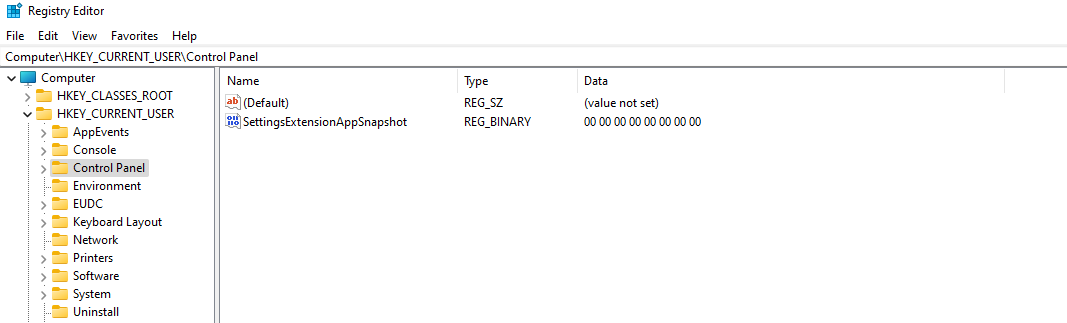 Registry Editor
File Edit View Favorites Help
Computer\HKEY_CURRENT_USER\Control Panel
Computer
HKEY_CLASSES_ROOT
HKEY_CURRENT_USER
AppEvents
Console
Control Panel
Environment
EUDC
Keyboard Layout
Network
Printers
Software
System
Uninstall
Name Type Data
(Default) REG_SZ (value not set)
SettingsExtensionAppSnapshot REG_BINARY 00 00 00 00 00 00 00 00